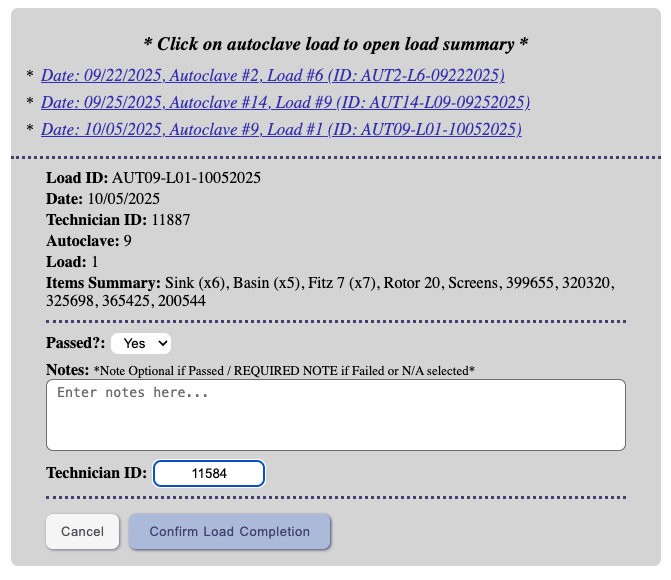 * Click on autoclave load to open load summary *
* Date: 09/22/2025, Autoclave #2, Load #6 (ID: AUT2-L6-09222025)
* Date: 09/25/2025, Autoclave #14, Load #9 (ID: AUT14-L09-09252025)
* Date: 10/05/2025, Autoclave #9, Load #1 (ID: AUT09-L01-10052025)
Load ID: AUT09-L01-10052025
Date: 10/05/2025
Technician ID: 11887
Autoclave: 9
Load: 1
Items Summary: Sink (x6), Basin (x5), Fitz 7 (x7), Rotor 20, Screens, 399655, 320320,
325698, 365425, 200544
Passed?: Yes
Notes: *Note Optional if Passed / REQUIRED NOTE if Failed or N/A selected*
Enter notes here...
Technician ID: 11584
Cancel Confirm Load Completion